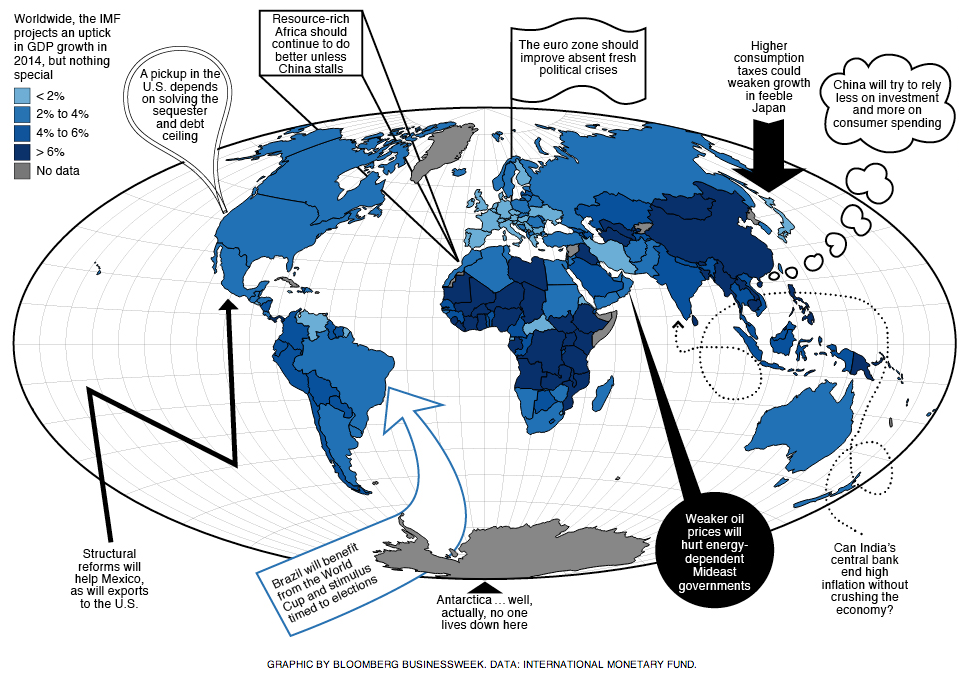 Worldwide, the IMF
projects an uptick
in GDP growth in
2014, but nothing
special
< 2%
2% to 4%
4% to 6%
> 6%
No data
A pickup in the
U.S. depends
on solving the
sequester
and debt
ceiling
Resource-rich
Africa should
continue to do
better unless
China stalls
The euro zone should
improve absent fresh
political crises
Higher
consumption
taxes could
weaken growth
in feeble
Japan
China will try to rely
less on investment
and more on
consumer spending
Structural
reforms will
help Mexico,
as will exports
to the U.S.
Brazil will benefit
from the World
Cup and stimulus
timed to elections
Antarctica ... well,
actually, no one
lives down here
Weaker oil
prices will
hurt energy-
dependent
Mideast
governments
Can India's
central bank
end high
inflation without
crushing the
economy?
GRAPHIC BY BLOOMBERG BUSINESSWEEK. DATA: INTERNATIONAL MONETARY FUND.